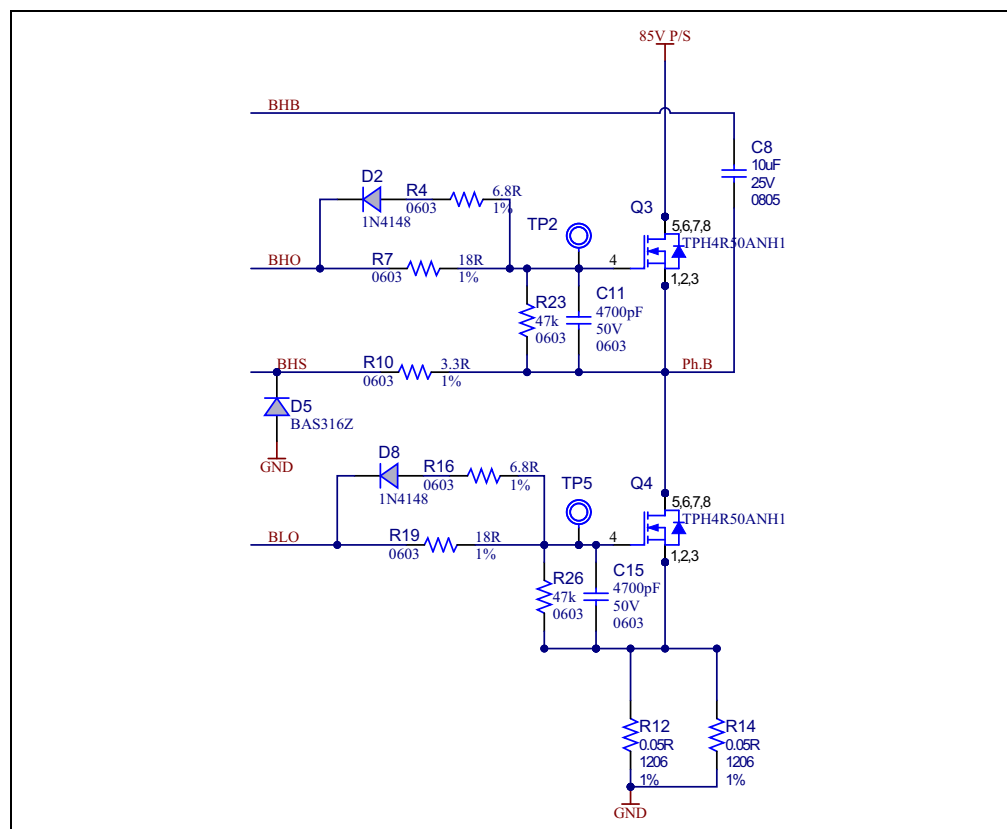 85V P/S
BHB
C8
10uF
25V
0805
D2
1N4148
R4
0603
6.8R
1%
TP2
Q3
5,6,7,8
TPH4R50ANH1
4
1,2,3
BHO
R7
0603
18R
1%
R23
47k
0603
C11
4700pF
50V
0603
BHS
R10
0603
3.3R
1%
Ph.B
D5
BAS316Z
GND
D8
1N4148
R16
0603
6.8R
1%
TP5
Q4
5,6,7,8
TPH4R50ANH1
4
1,2,3
BLO
R19
0603
18R
1%
R26
47k
0603
C15
4700pF
50V
0603
R12
0.05R
1206
1%
R14
0.05R
1206
1%
GND